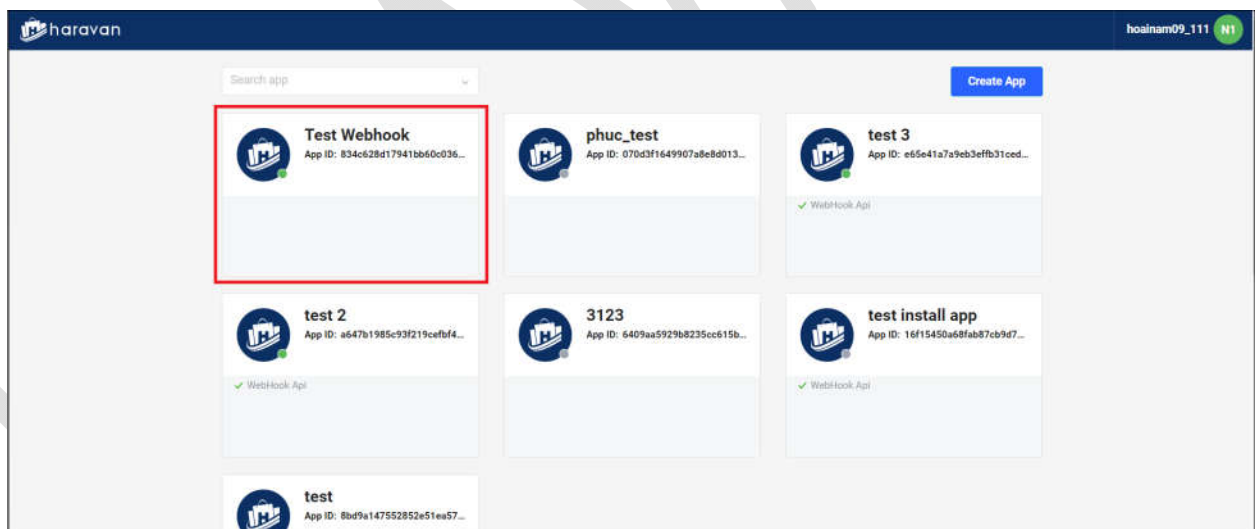 haravan
hoainam09_111 N1
Search app
Create App
Test Webhook
App ID: 834c628d17941bb60c036...
phuc_test
App ID: 070d3f1649907a8e8d013...
test 3
App ID: e65e41a7a9eb3effb31ced...
WebHook Api
test 2
App ID: a647b1985c93f219cefbf4...
WebHook Api
3123
App ID: 6409aa5929b8235cc615b...
test install app
App ID: 16f15450a68fab87cb9d7...
WebHook Api
test
App ID: 8bd9a147552852e51ea57...